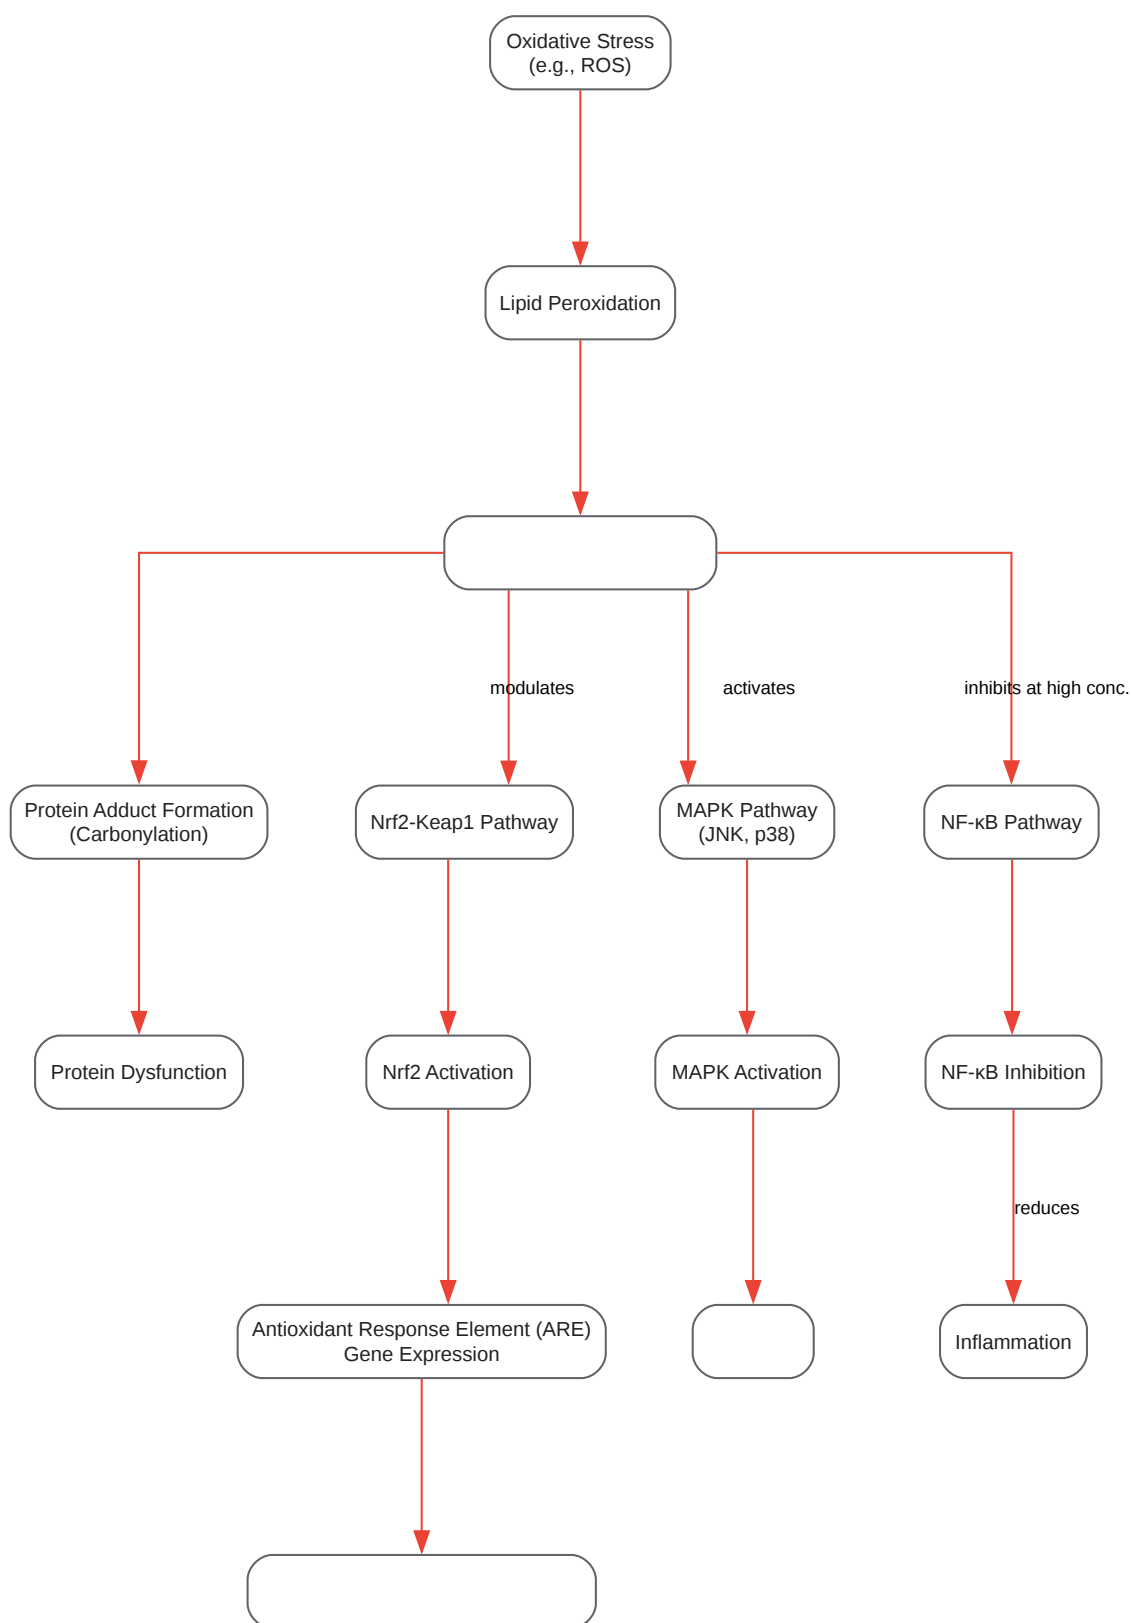 Oxidative Stress
(e.g., ROS)
Lipid Peroxidation
modulates
activates
inhibits at high conc.
Protein Adduct Formation
(Carbonylation)
Nrf2-Keap1 Pathway
MAPK Pathway
(JNK, p38)
NF-κB Pathway
Protein Dysfunction
Nrf2 Activation
MAPK Activation
NF-κB Inhibition
reduces
Antioxidant Response Element (ARE)
Gene Expression
Inflammation